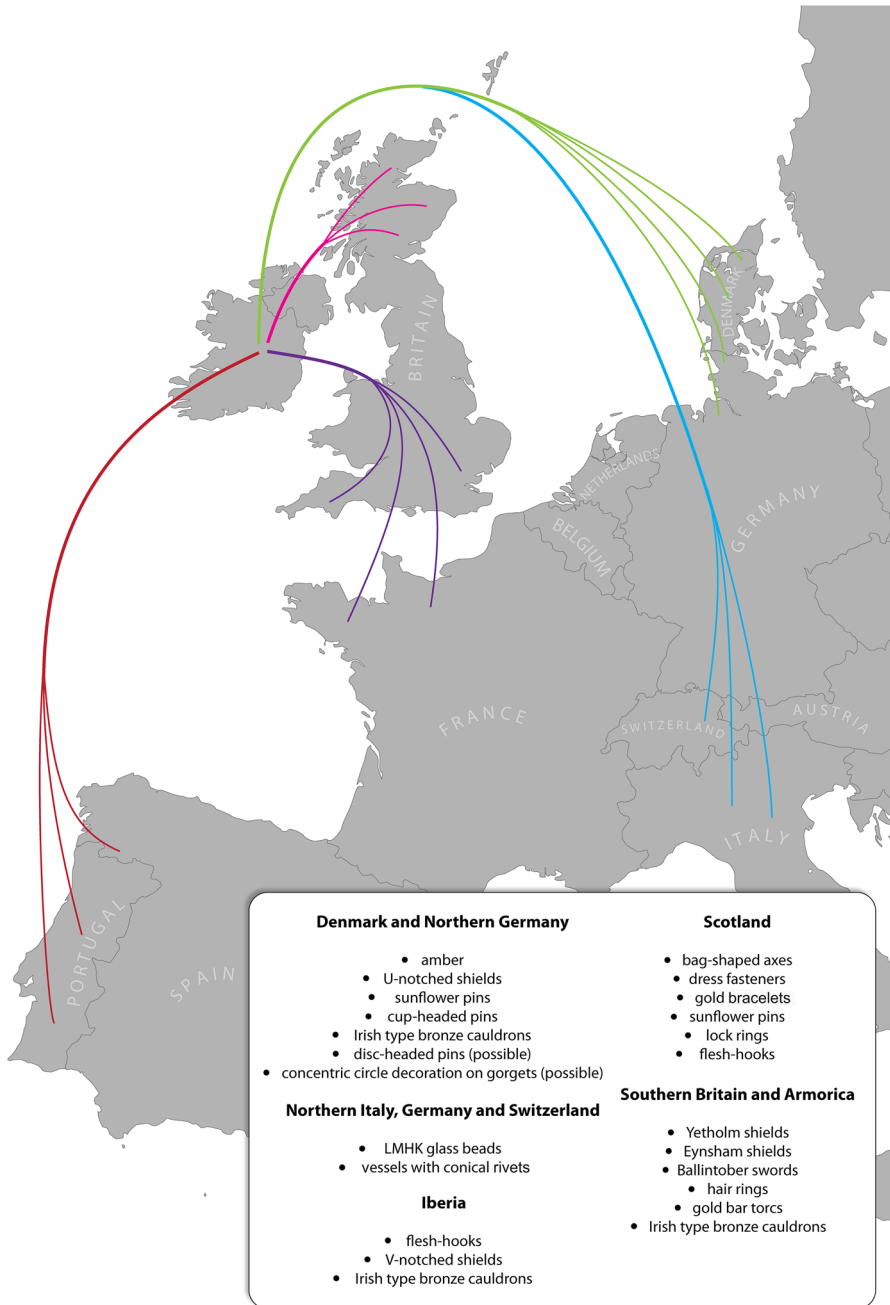 DENMARK
BRITAIN
NETHERLANDS
BELGIUM
GERMANY
FRANCE
SWITZERLAND
AUSTRIA
ITALY
PORTUGAL
SPAIN
Denmark and Northern Germany
• amber
• U-notched shields
• sunflower pins
• cup-headed pins
• Irish type bronze cauldrons
• disc-headed pins (possible)
• concentric circle decoration on gorgets (possible)
Northern Italy, Germany and Switzerland
• LMHK glass beads
• vessels with conical rivets
Iberia
• flesh-hooks
• V-notched shields
• Irish type bronze cauldrons
Scotland
• bag-shaped axes
• dress fasteners
• gold bracelets
• sunflower pins
• lock rings
• flesh-hooks
Southern Britain and Armorica
• Yetholm shields
• Eynsham shields
• Ballintober swords
• hair rings
• gold bar torcs
• Irish type bronze cauldrons